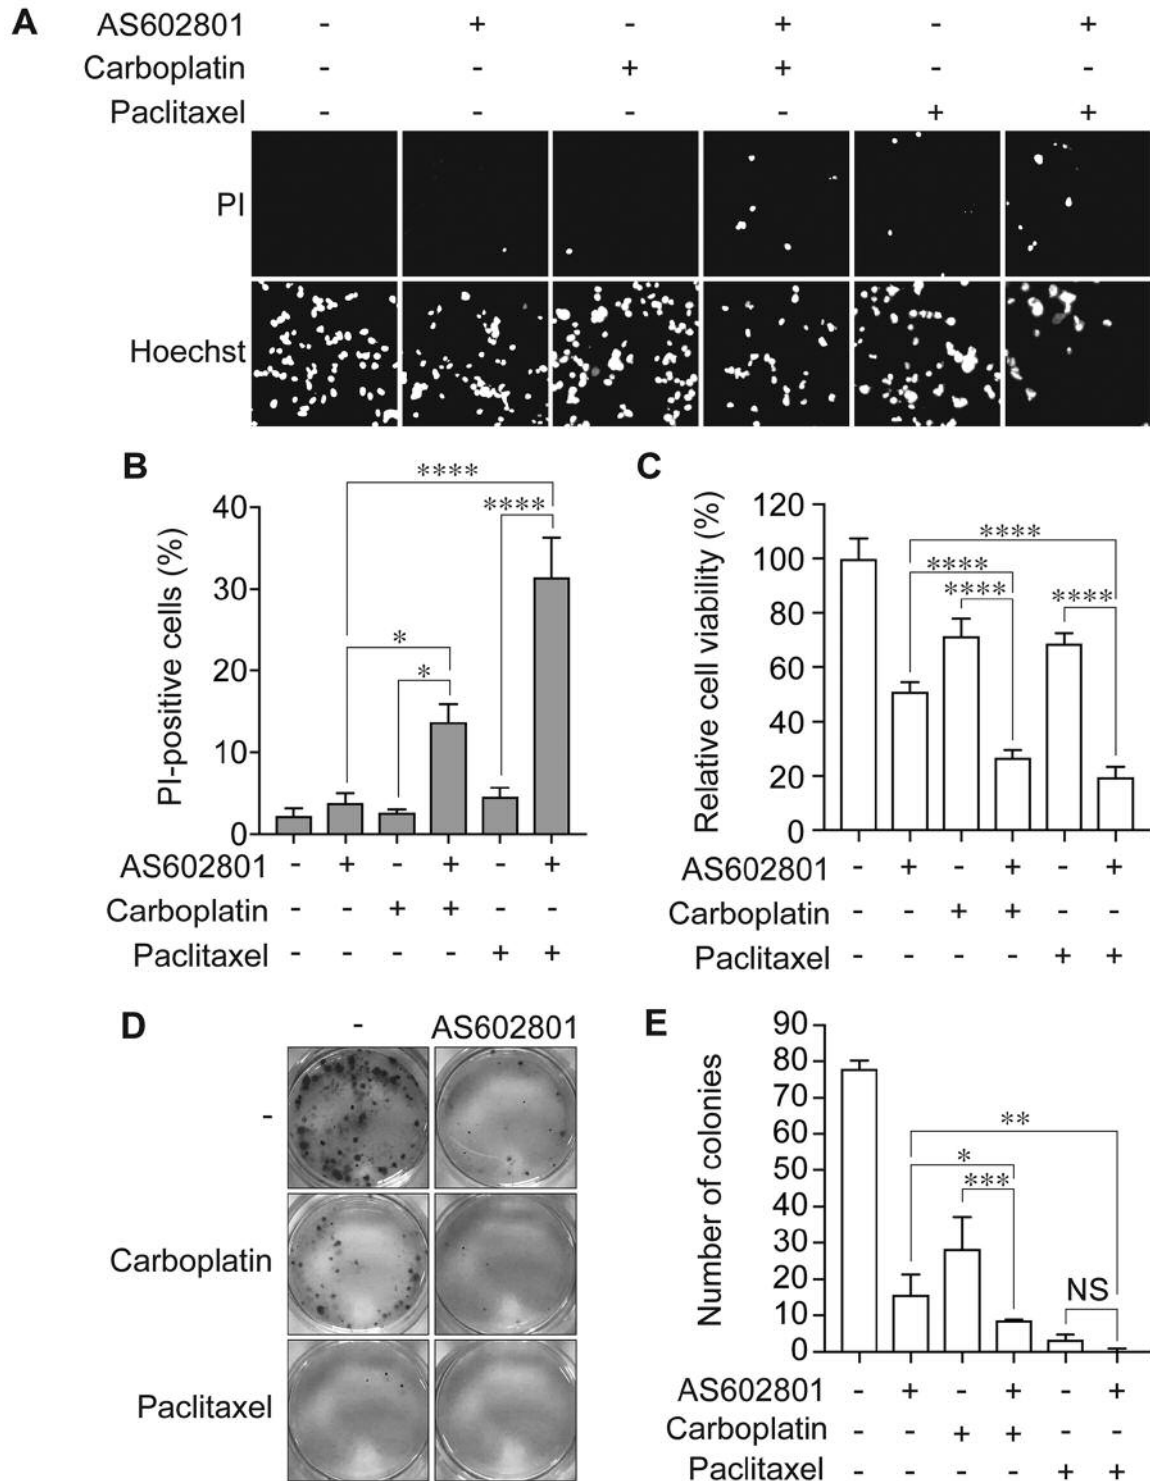 A
AS602801 - + - + - +
Carboplatin - - + + - -
Paclitaxel - - - - + +
PI
Hoechst
B
PI-positive cells (%)
40
30
20
10
0
****
****
*
*
AS602801 - + - + - +
Carboplatin - - + + - -
Paclitaxel - - - - + +
C
Relative cell viability (%)
120
100
80
60
40
20
0
****
****
****
****
AS602801 - + - + - +
Carboplatin - - + + - -
Paclitaxel - - - - + +
D
- AS602801
-
Carboplatin
Paclitaxel
E
Number of colonies
90
80
70
60
50
40
30
20
10
0
**
*
***
NS
AS602801 - + - + - +
Carboplatin - - + + - -
Paclitaxel - - - - + +